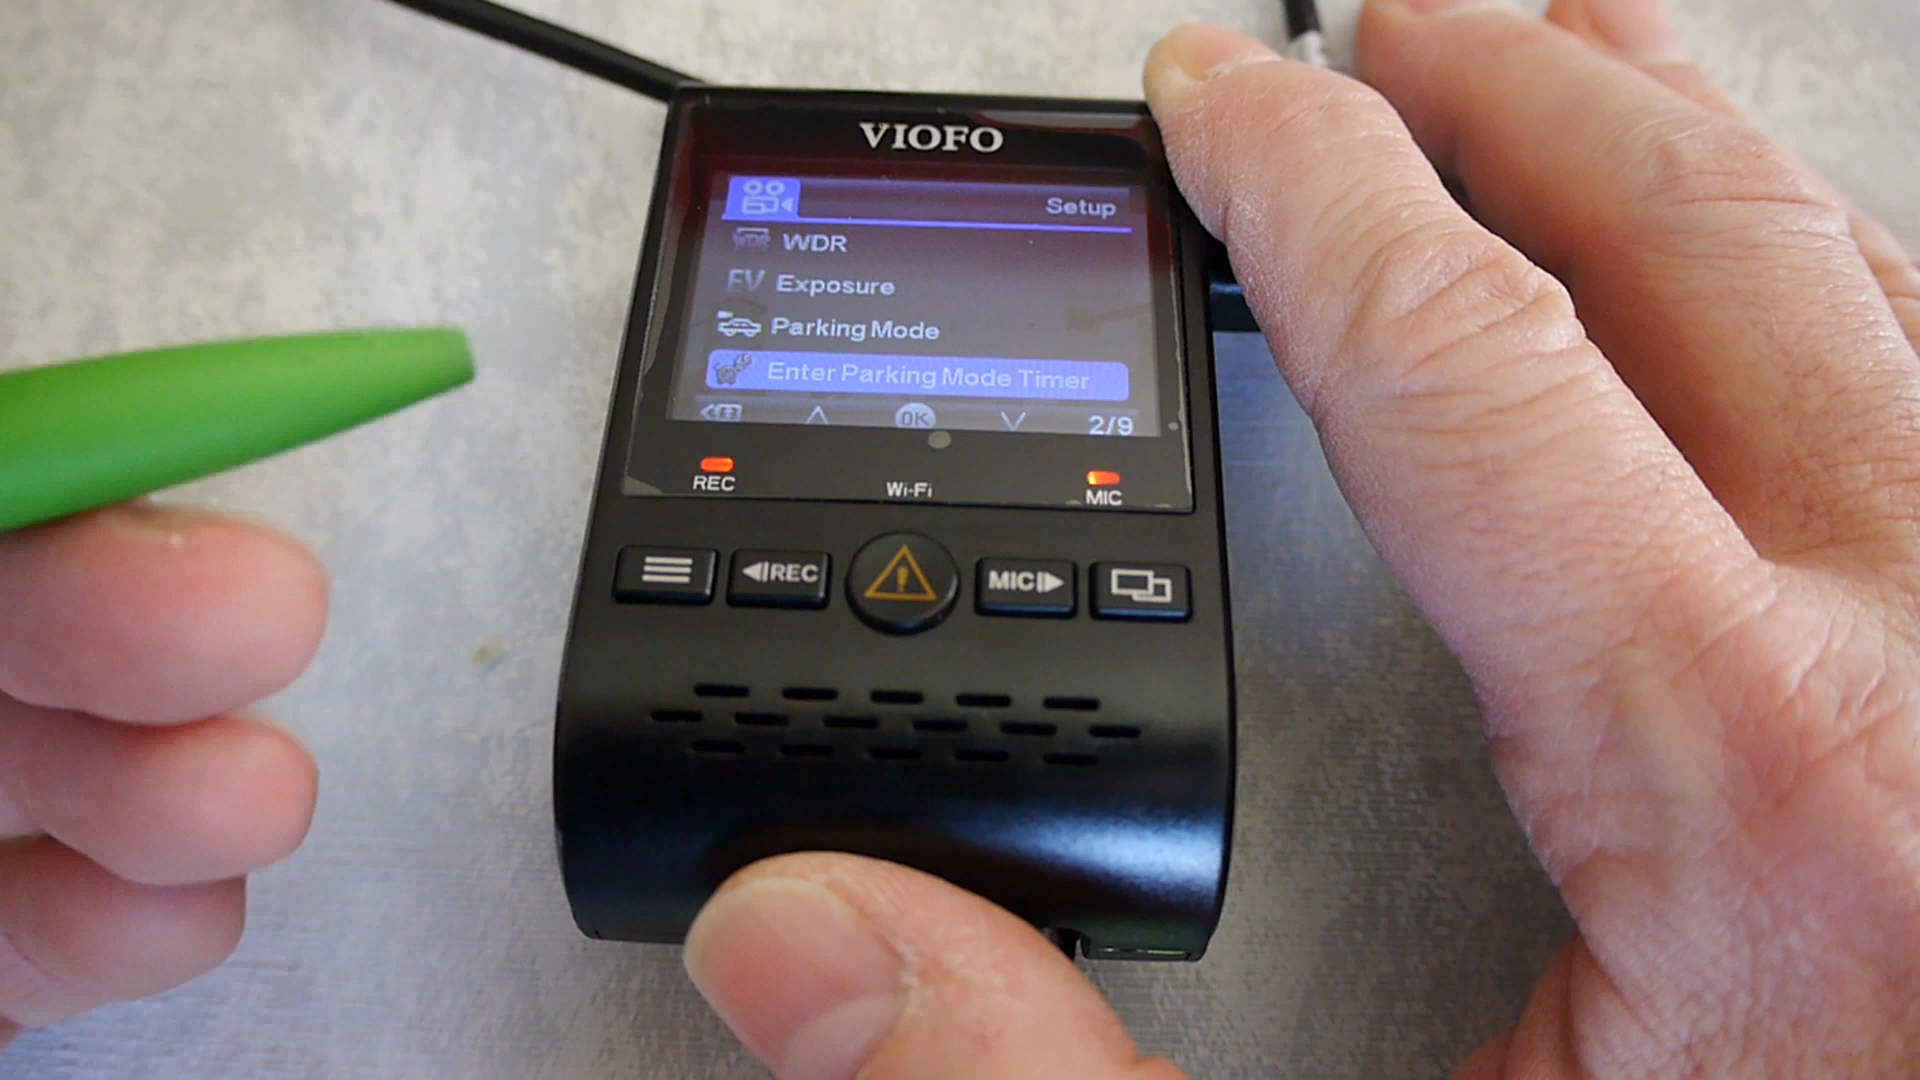 VIOFO
Setup
WDR WDR
EV Exposure
Parking Mode
Enter Parking Mode Timer
OK 2/9
REC Wi-Fi MIC
REC MIC